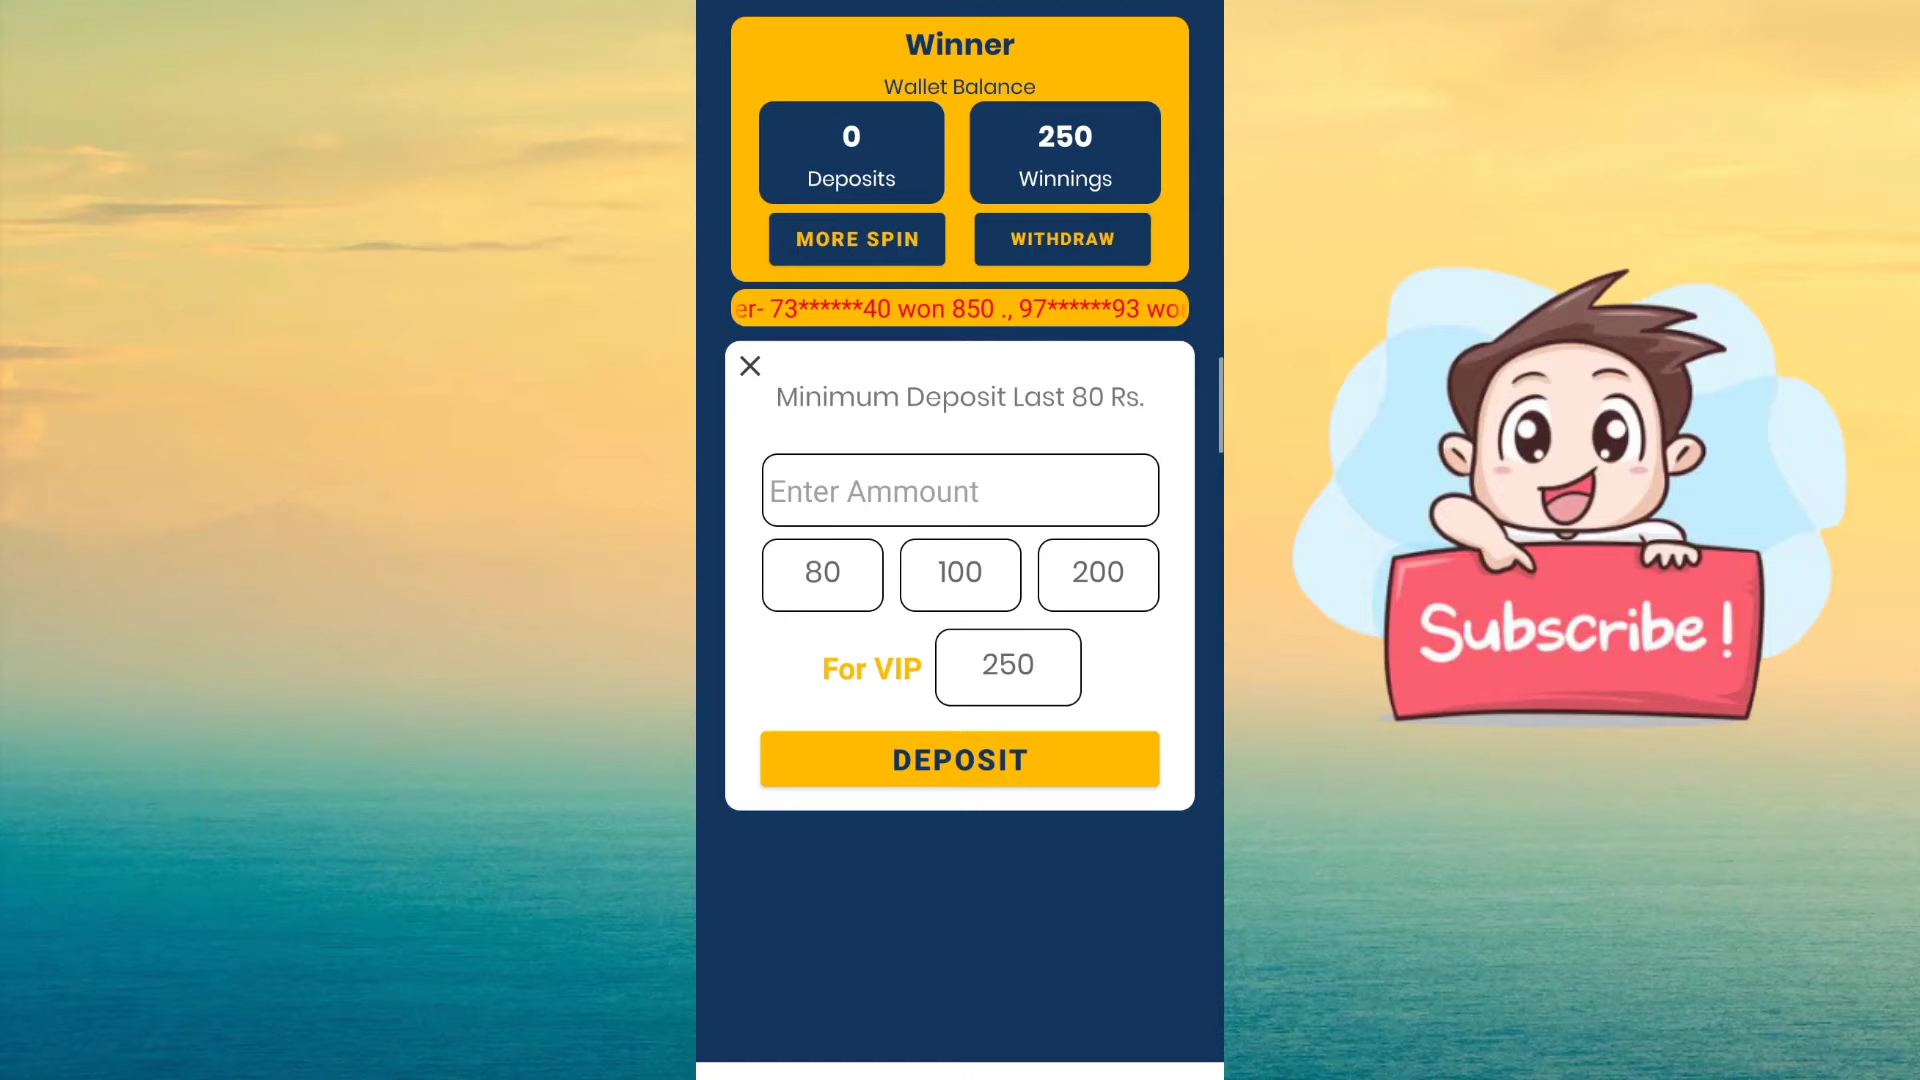 Winner
Wallet Balance
0
250
Deposits
Winnings
MORE SPIN
WITHDRAW
er- 73******40 won 850 ., 97******93 wo
Minimum Deposit Last 80 Rs.
Enter Ammount
80
100
200
For VIP
250
DEPOSIT
Subscribe !